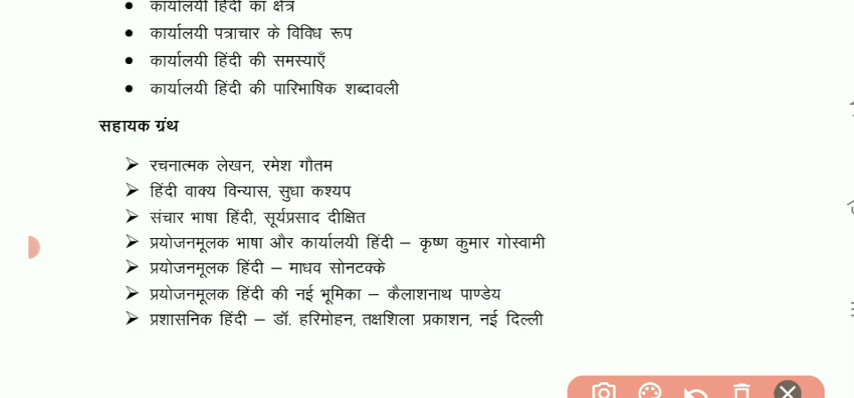 • कार्यालयी हिंदी का क्षेत्र
• कार्यालयी पत्राचार के विविध रूप
• कार्यालयी हिंदी की समस्याएँ
• कार्यालयी हिंदी की पारिभाषिक शब्दावली
सहायक ग्रंथ
➢ रचनात्मक लेखन, रमेश गौतम
➢ हिंदी वाक्य विन्यास, सुधा कश्यप
➢ संचार भाषा हिंदी, सूर्यप्रसाद दीक्षित
➢ प्रयोजनमूलक भाषा और कार्यालयी हिंदी – कृष्ण कुमार गोस्वामी
➢ प्रयोजनमूलक हिंदी – माधव सोनटक्के
➢ प्रयोजनमूलक हिंदी की नई भूमिका – कैलाशनाथ पाण्डेय
➢ प्रशासनिक हिंदी – डॉ. हरिमोहन, तक्षशिला प्रकाशन, नई दिल्ली